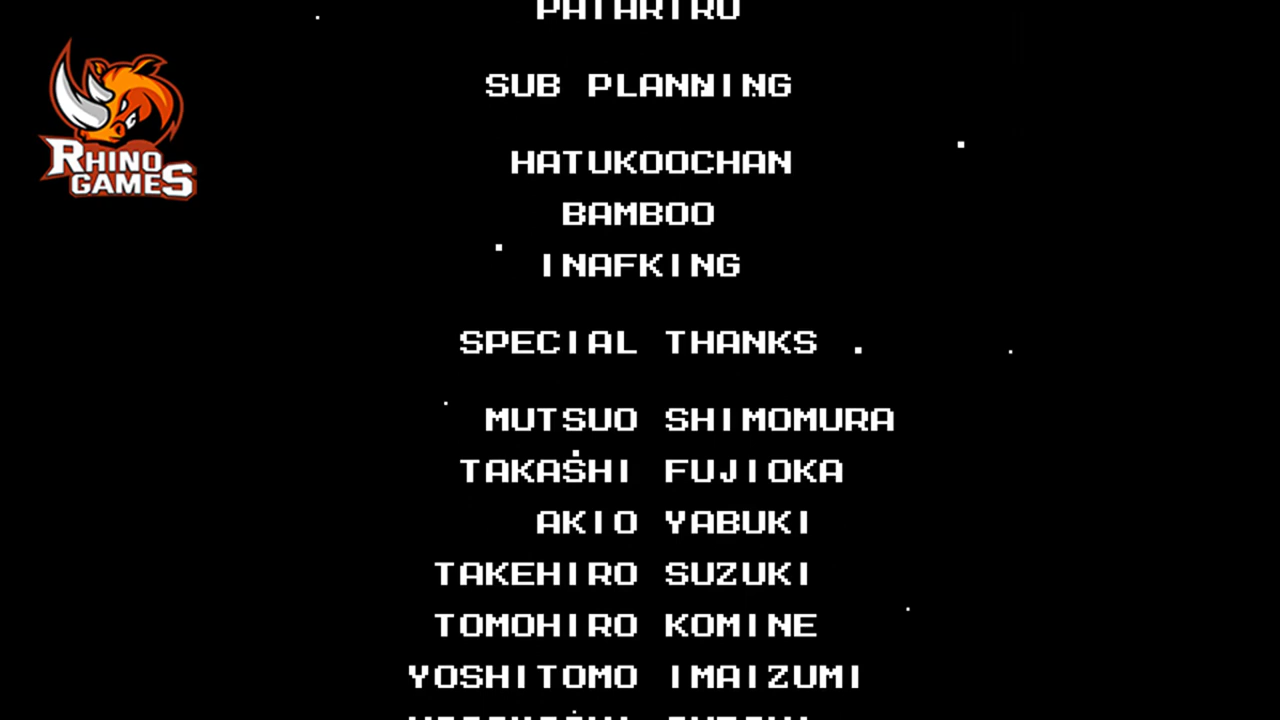 PATARIRO
SUB PLANNING
HATUKOOCHAN
BAMBOO
INAFKING
SPECIAL THANKS
MUTSUO SHIMOMURA
TAKASHI FUJIOKA
AKIO YABUKI
TAKEHIRO SUZUKI
TOMOHIRO KOMINE
YOSHITOMO IMAIZUMI
RHINO
GAMES